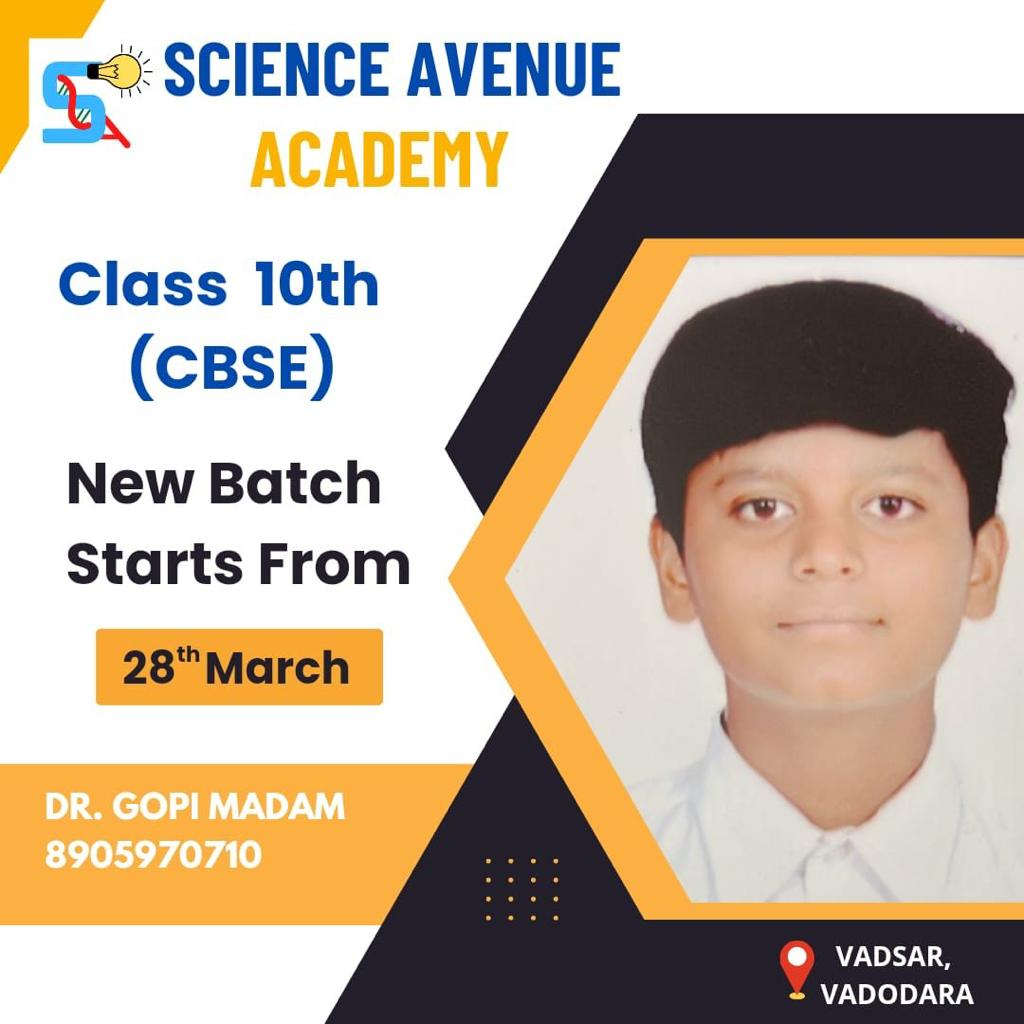 SCIENCE AVENUE
ACADEMY
Class 10th
(CBSE)
New Batch
Starts From
28th March
DR. GOPI MADAM
8905970710
VADSAR,
VADODARA